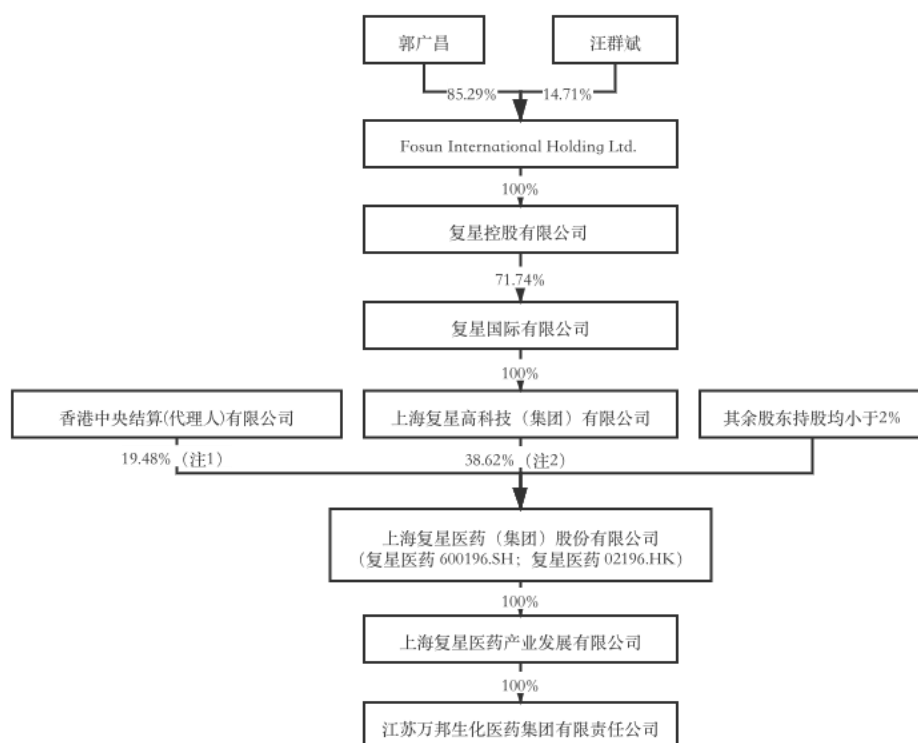 郭广昌
汪群斌
85.29%
14.71%
Fosun International Holding Ltd.
100%
复星控股有限公司
71.74%
复星国际有限公司
100%
香港中央结算(代理人)有限公司
上海复星高科技（集团）有限公司
其余股东持股均小于2%
19.48%（注1）
38.62%（注2）
上海复星医药（集团）股份有限公司
（复星医药 600196.SH；复星医药 02196.HK）
100%
上海复星医药产业发展有限公司
100%
江苏万邦生化医药集团有限责任公司